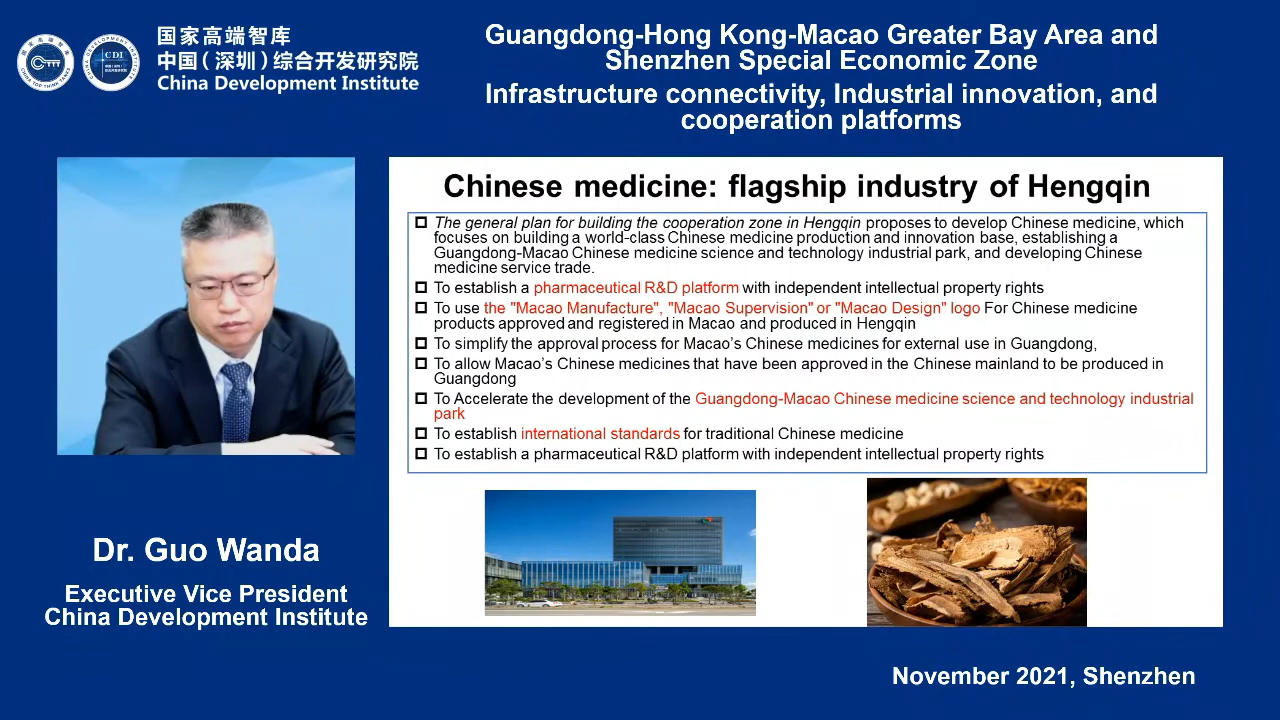 国家高端智库
中国（深圳）综合开发研究院
China Development Institute
CDI
Guangdong-Hong Kong-Macao Greater Bay Area and
Shenzhen Special Economic Zone
Infrastructure connectivity, Industrial innovation, and
cooperation platforms
Chinese medicine: flagship industry of Hengqin
The general plan for building the cooperation zone in Hengqin proposes to develop Chinese medicine, which
focuses on building a world-class Chinese medicine production and innovation base, establishing a
Guangdong-Macao Chinese medicine science and technology industrial park, and developing Chinese
medicine service trade.
To establish a pharmaceutical R&D platform with independent intellectual property rights
To use the "Macao Manufacture", "Macao Supervision" or "Macao Design" logo For Chinese medicine
products approved and registered in Macao and produced in Hengqin
To simplify the approval process for Macao's Chinese medicines for external use in Guangdong,
To allow Macao's Chinese medicines that have been approved in the Chinese mainland to be produced in
Guangdong
To Accelerate the development of the Guangdong-Macao Chinese medicine science and technology industrial
park
To establish international standards for traditional Chinese medicine
To establish a pharmaceutical R&D platform with independent intellectual property rights
Dr. Guo Wanda
Executive Vice President
China Development Institute
November 2021, Shenzhen